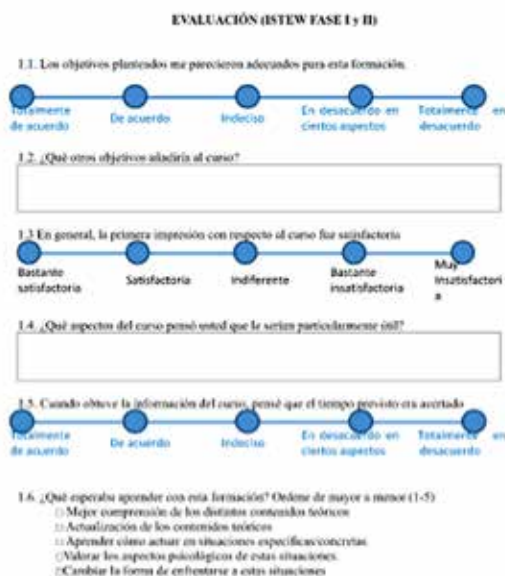 EVALUACIÓN (ISTEW FASE I y II)
1.1. Los objetivos planteados me parecieron adecuados para esta formación.
Totalmente de acuerdo
De acuerdo
Indeciso
En desacuerdo en ciertos aspectos
Totalmente en desacuerdo
1.2. ¿Qué otros objetivos añadiría al curso?
1.3 En general, la primera impresión con respecto al curso fue satisfactoria
Bastante satisfactoria
Satisfactoria
Indiferente
Bastante insatisfactoria
Muy Insatisfactoria
1.4. ¿Qué aspectos del curso pensó usted que le serían particularmente útil?
1.5. Cuando obtuve la información del curso, pensé que el tiempo previsto era acertado
Totalmente de acuerdo
De acuerdo
Indeciso
En desacuerdo en ciertos aspectos
Totalmente en desacuerdo
1.6. ¿Qué esperaba aprender con esta formación? Ordene de mayor a menor (1-5)
Mejor comprensión de los distintos contenidos teóricos
Actualización de los contenidos teóricos
Aprender cómo actuar en situaciones específicas/concretas
Valorar los aspectos psicológicos de estas situaciones.
Cambiar la forma de enfrentarse a estas situaciones